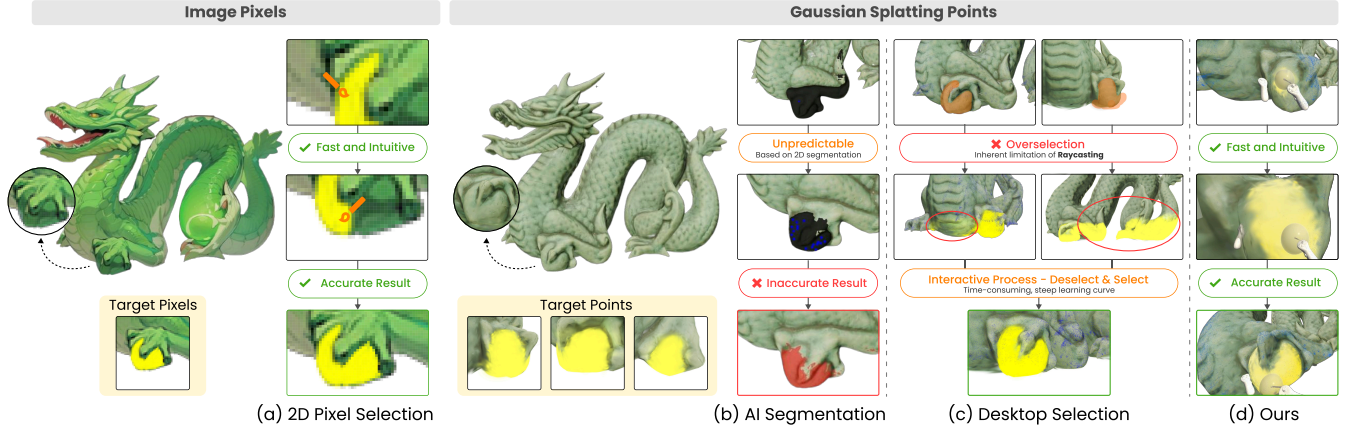 Image Pixels
Gaussian Splatting Points
Fast and Intuitive
Accurate Result
Target Pixels
(a) 2D Pixel Selection
Target Points
Unpredictable
Based on 2D segmentation
Inaccurate Result
(b) AI Segmentation
Overselection
Inherent limitation of Raycasting
Interactive Process - Deselect & Select
Time-consuming, steep learning curve
(c) Desktop Selection
Fast and Intuitive
Accurate Result
(d) Ours